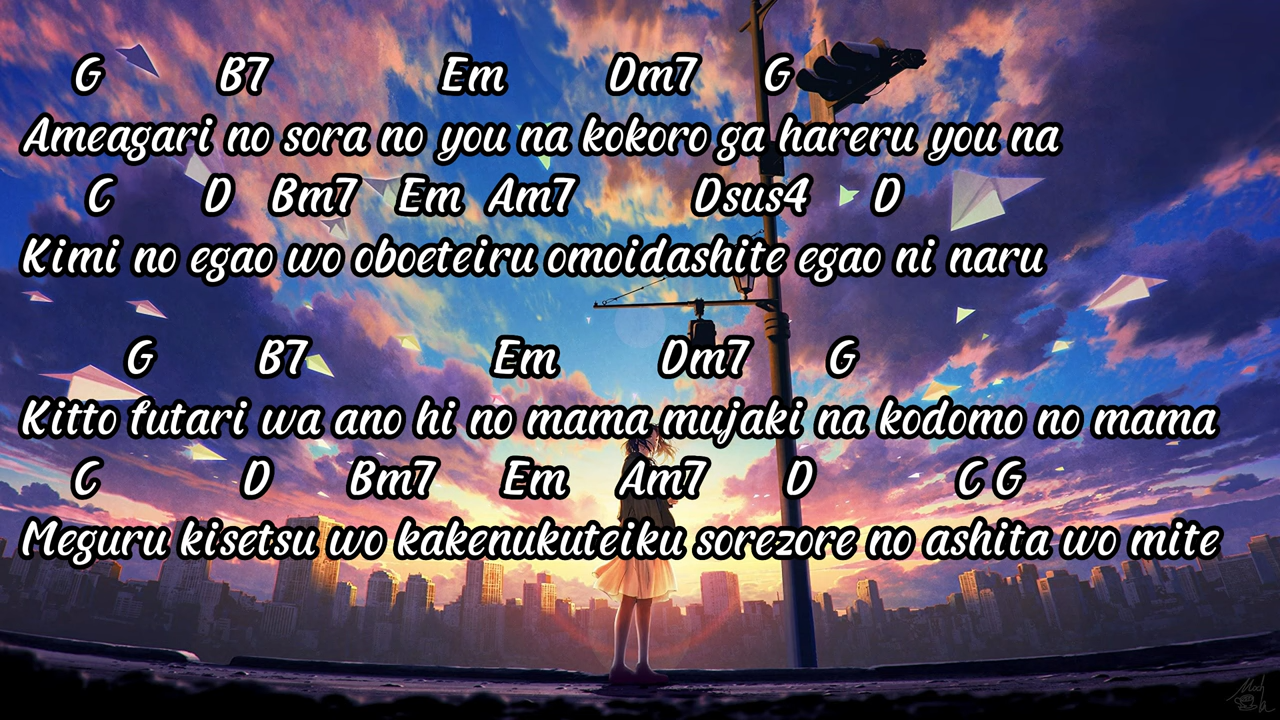 G B7 Em Dm7 G
Ameagari no sora no you na kokoro ga hareru you na
C D Bm7 Em Am7 Dsus4 D
Kimi no egao wo oboeteiru omoidashite egao ni naru
G B7 Em Dm7 G
Kitto futari wa ano hi no mama mujaki na kodomo no mama
C D Bm7 Em Am7 D C G
Meguru kisetsu wo kakenukuteiku sorezore no ashita wo mite